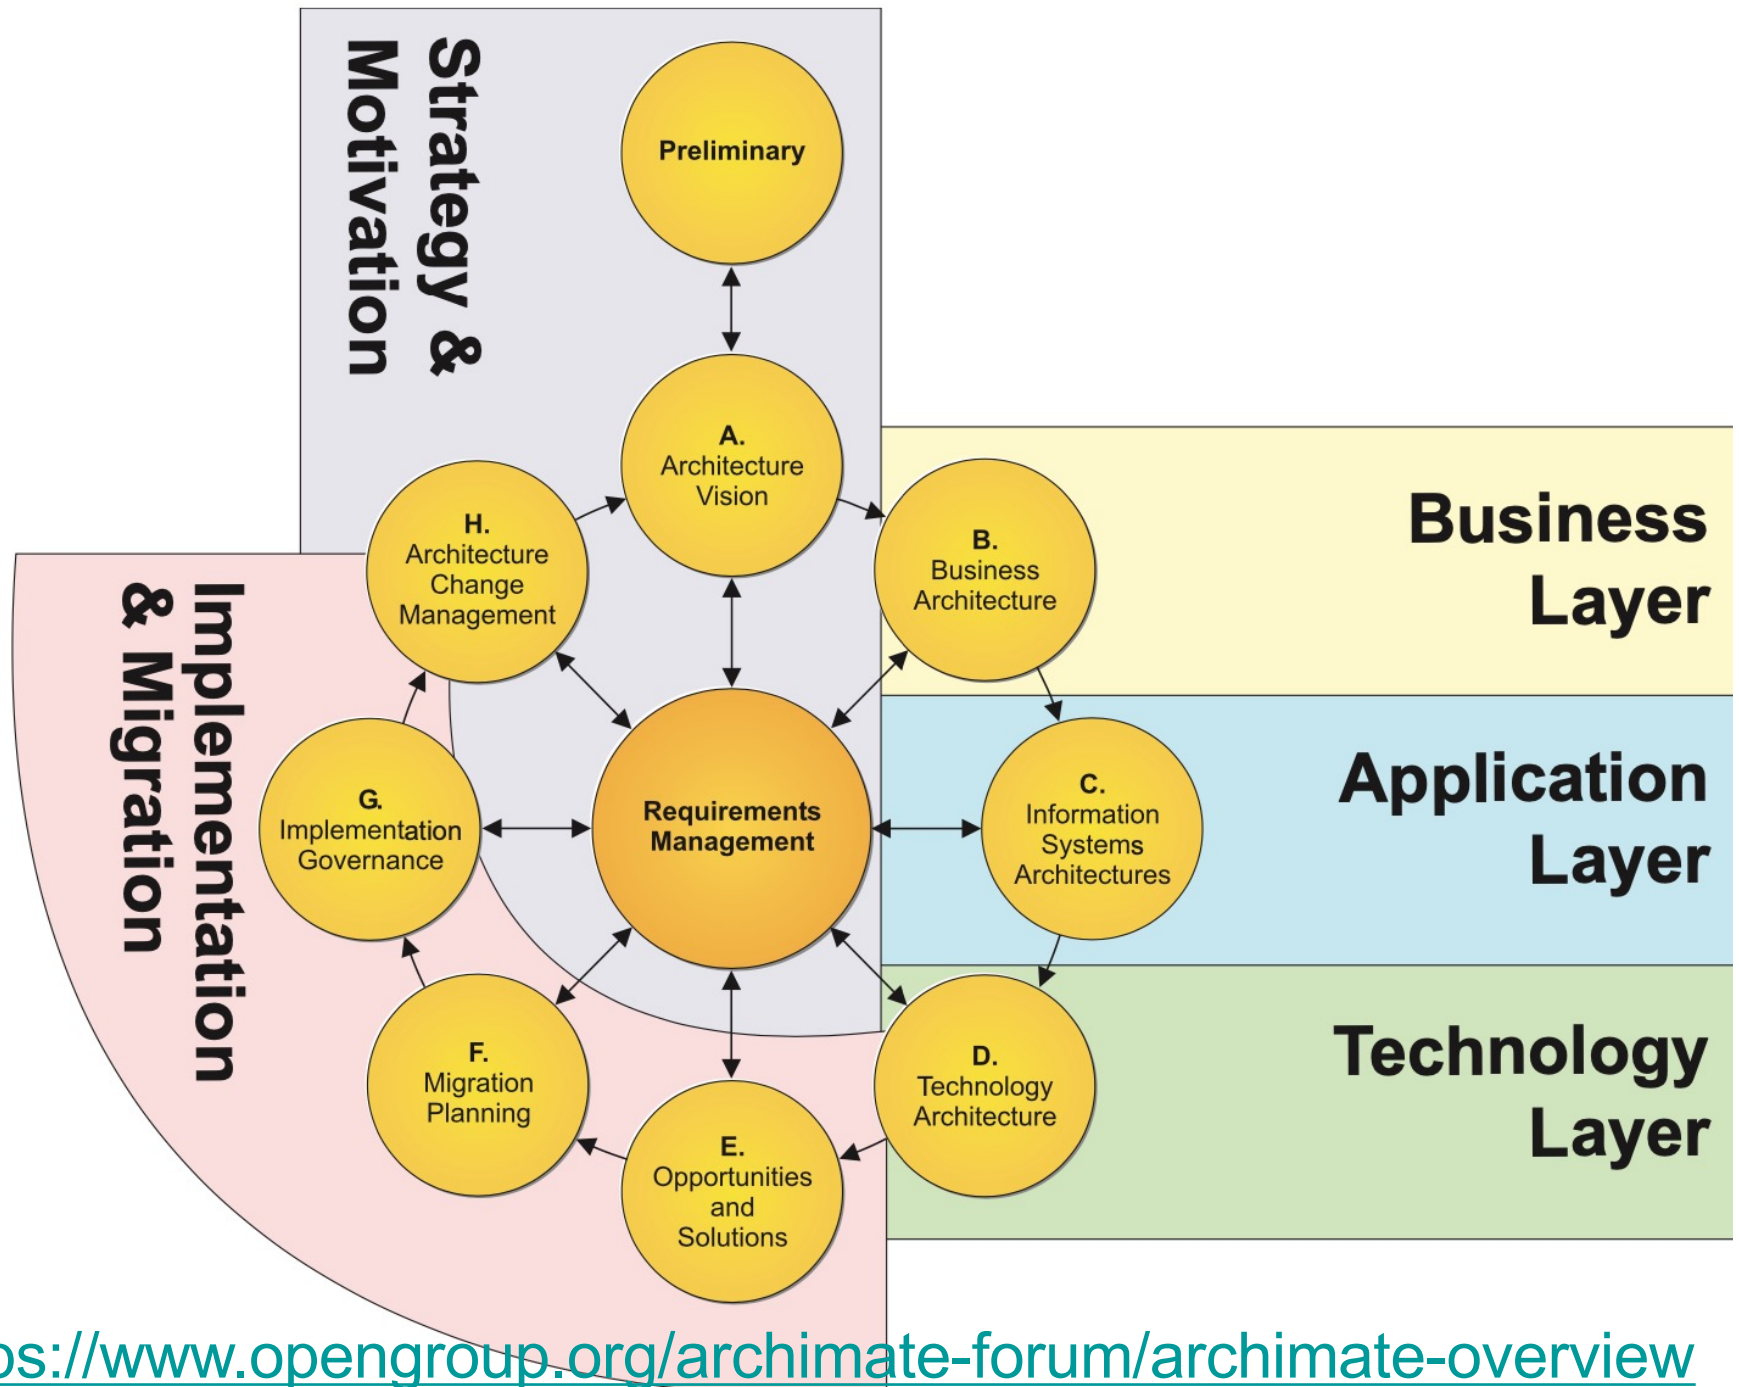 Strategy &
Motivation
Preliminary
A.
Architecture
Vision
H.
Architecture
Change
Management
B.
Business
Architecture
Business
Layer
Implementation
& Migration
G.
Implementation
Governance
Requirements
Management
C.
Information
Systems
Architectures
Application
Layer
F.
Migration
Planning
E.
Opportunities
and
Solutions
D.
Technology
Architecture
Technology
Layer
ps://www.opengroup.org/archimate-forum/archimate-overview